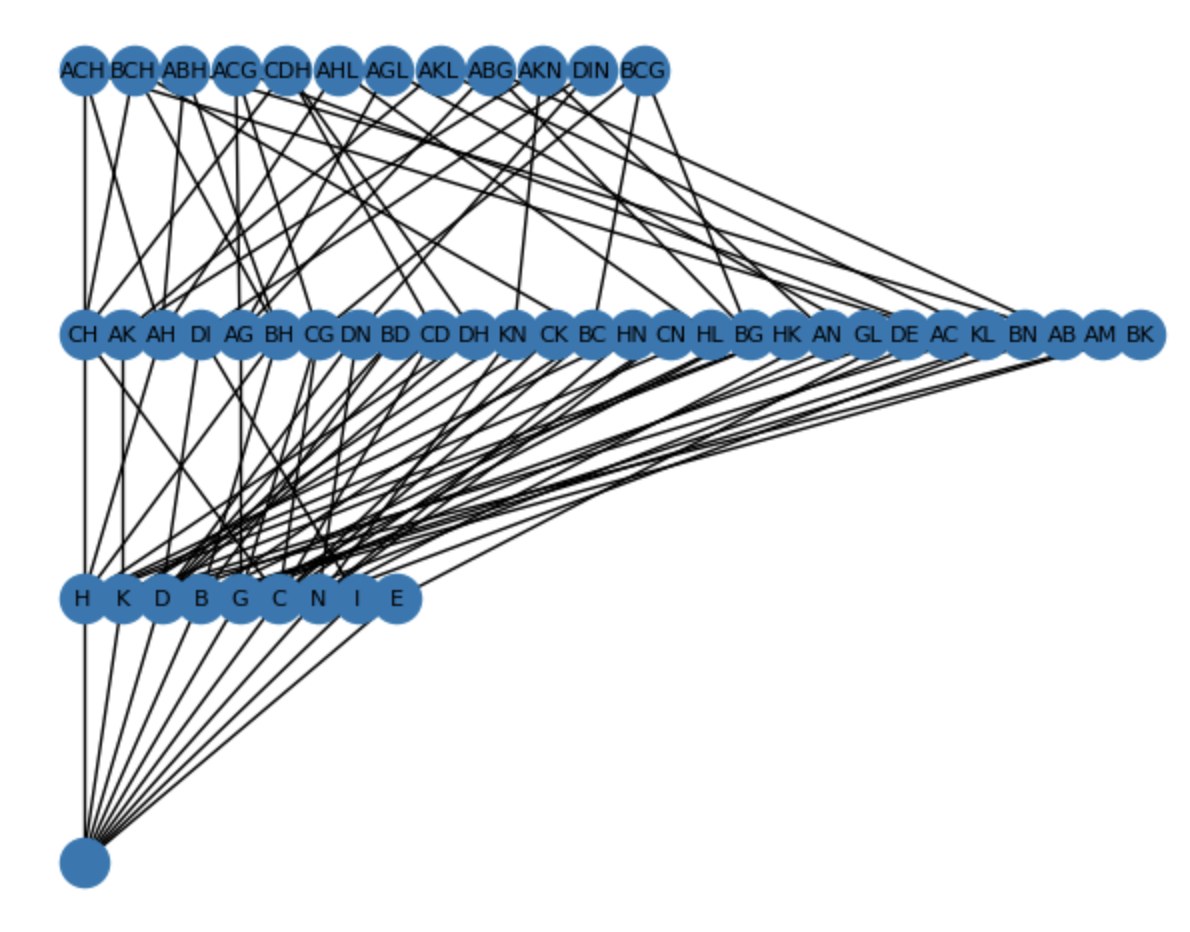 ACH BCH ABH ACG CDH AHL AGL AKL ABG AKN DIN BCG
CH AK AH DI AG BH CG DN BD CD DH KN CK BC HN CN HL BG HK AN GL DE AC KL BN AB AM BK
H K D B G C N I E